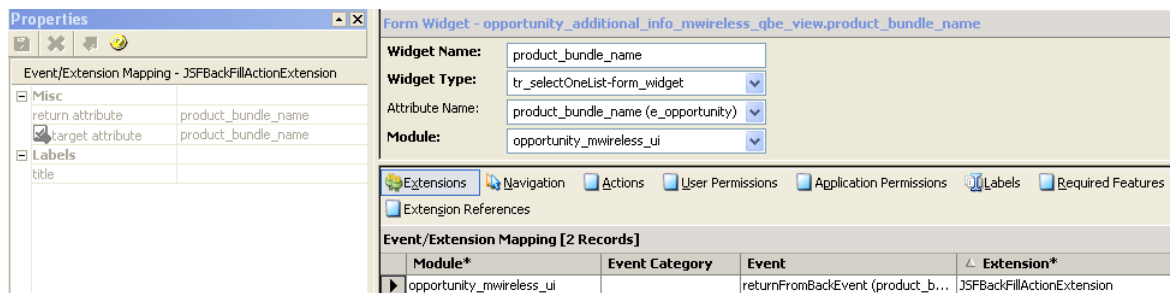 Properties
Event/Extension Mapping - JSFBackFillActionExtension
Misc
return attribute product_bundle_name
target attribute product_bundle_name
Labels
title
Form Widget - opportunity_additional_info_mwireless_qbe_view.product_bundle_name
Widget Name: product_bundle_name
Widget Type: tr_selectOneList-form_widget
Attribute Name: product_bundle_name (e_opportunity)
Module: opportunity_mwireless_ui
Extensions Navigation Actions User Permissions Application Permissions Labels Required Features
Extension References
Event/Extension Mapping [2 Records]
Module* Event Category Event Extension*
opportunity_mwireless_ui returnFromBackEvent (product_b... JSFBackFillActionExtension